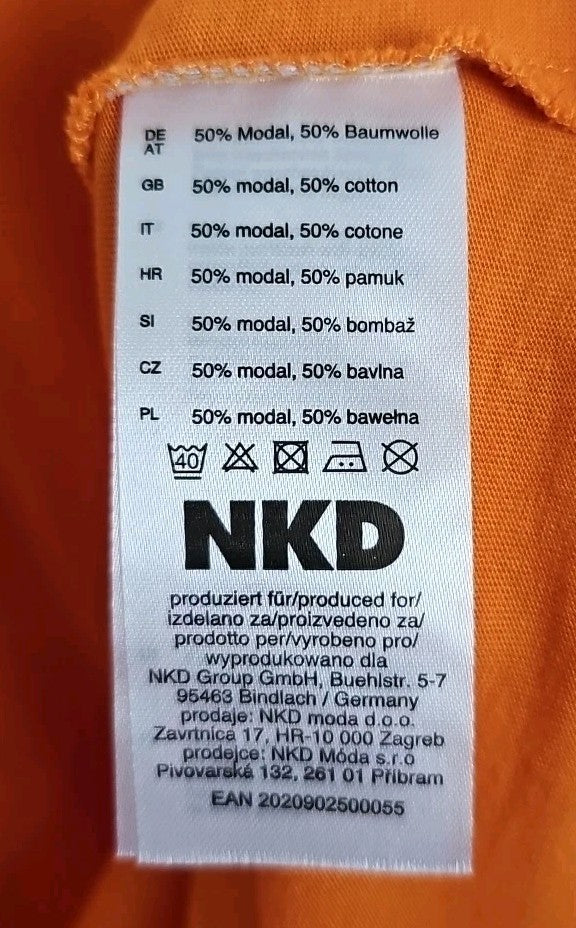 DE AT 50% Modal, 50% Baumwolle
GB 50% modal, 50% cotton
IT 50% modal, 50% cotone
HR 50% modal, 50% pamuk
SI 50% modal, 50% bombaž
CZ 50% modal, 50% bavlna
PL 50% modal, 50% bawełna
40
NKD
produziert für/produced for/
izdelano za/proizvedeno za/
prodotto per/vyrobeno pro/
wyprodukowano dla
NKD Group GmbH, Buehlstr. 5-7
95463 Bindlach / Germany
prodaje: NKD moda d.o.o.
Zavrtnica 17, HR-10 000 Zagreb
prodejce: NKD Móda s.r.o
Pivovarská 132, 261 01 Příbram
EAN 2020902500055